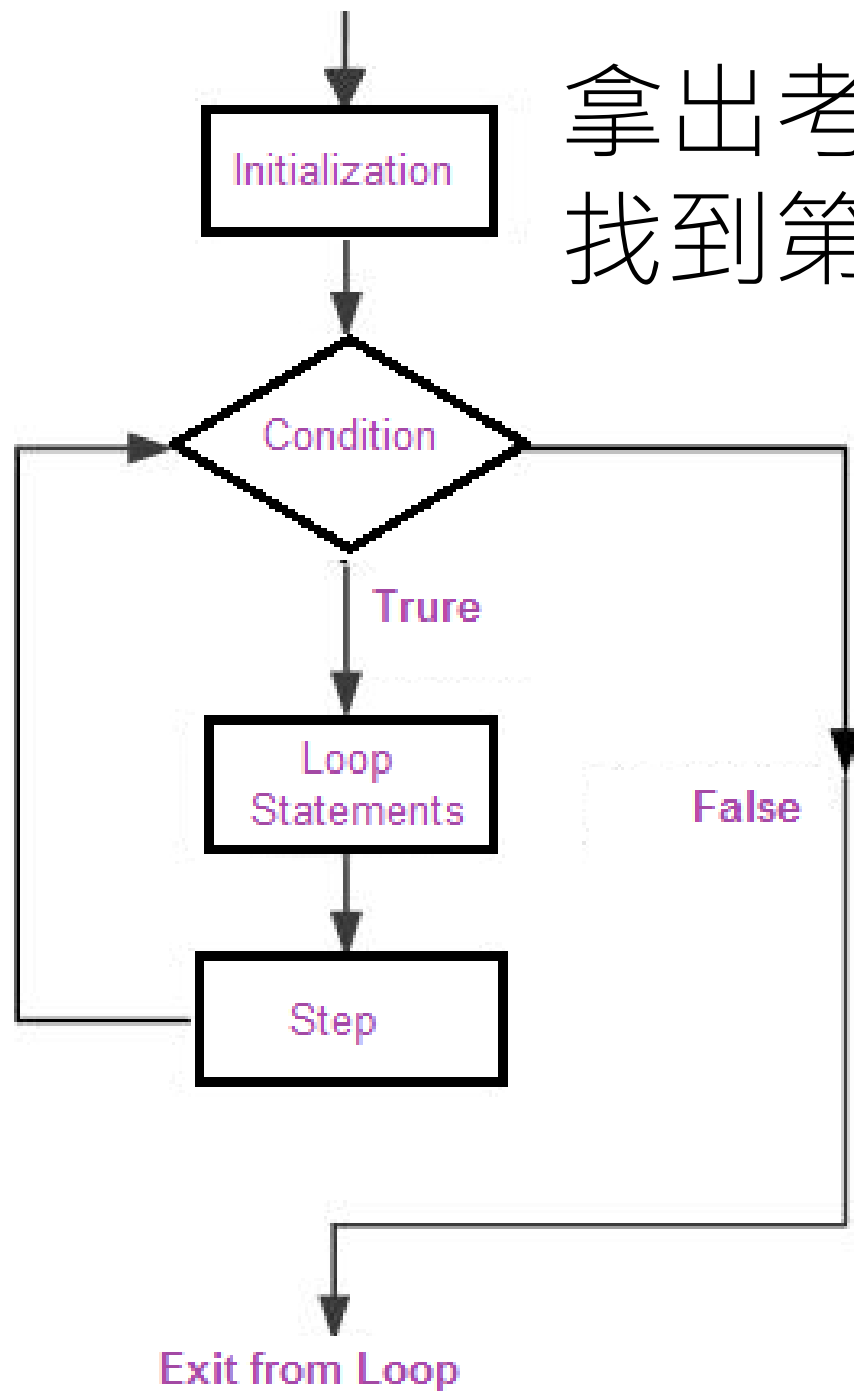 Initialization
拿出考
找到第
Condition
Trure
Loop
Statements
False
Step
Exit from Loop